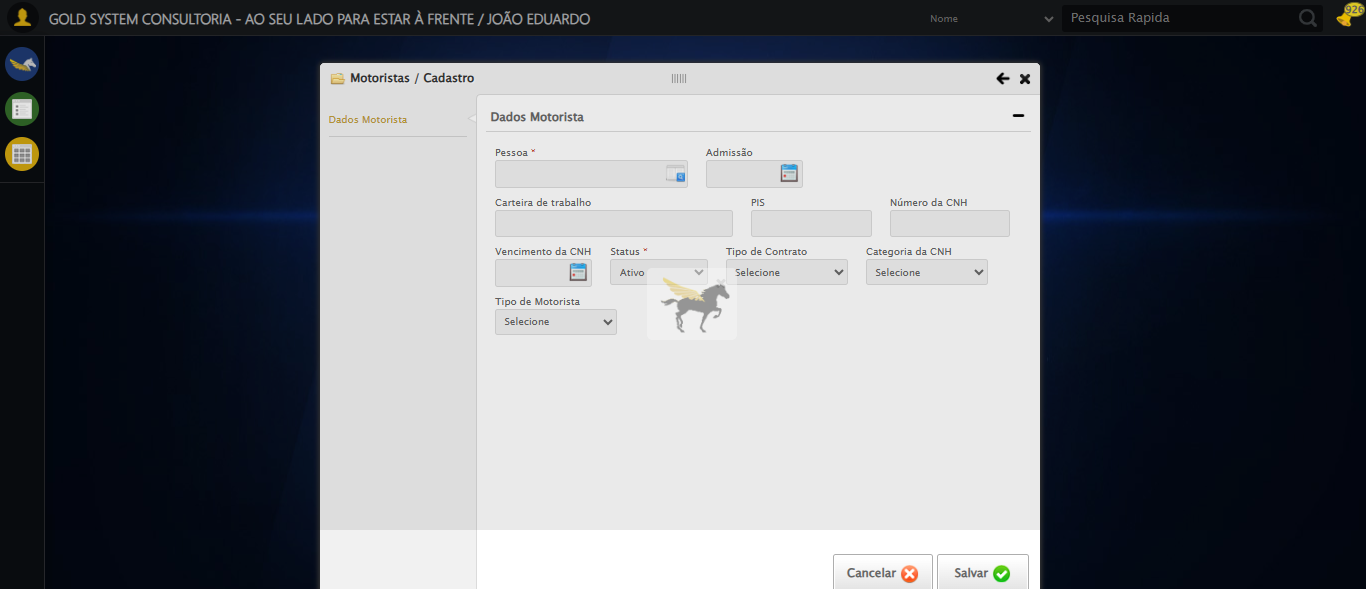 GOLD SYSTEM CONSULTORIA - AO SEU LADO PARA ESTAR À FRENTE / JOÃO EDUARDO
Nome
Pesquisa Rapida
926
Motoristas / Cadastro
Dados Motorista
Dados Motorista
Pessoa *
Admissão
Carteira de trabalho
PIS
Número da CNH
Vencimento da CNH
Status *
Tipo de Contrato
Categoria da CNH
Ativo
Selecione
Selecione
Tipo de Motorista
Selecione
Cancelar
Salvar